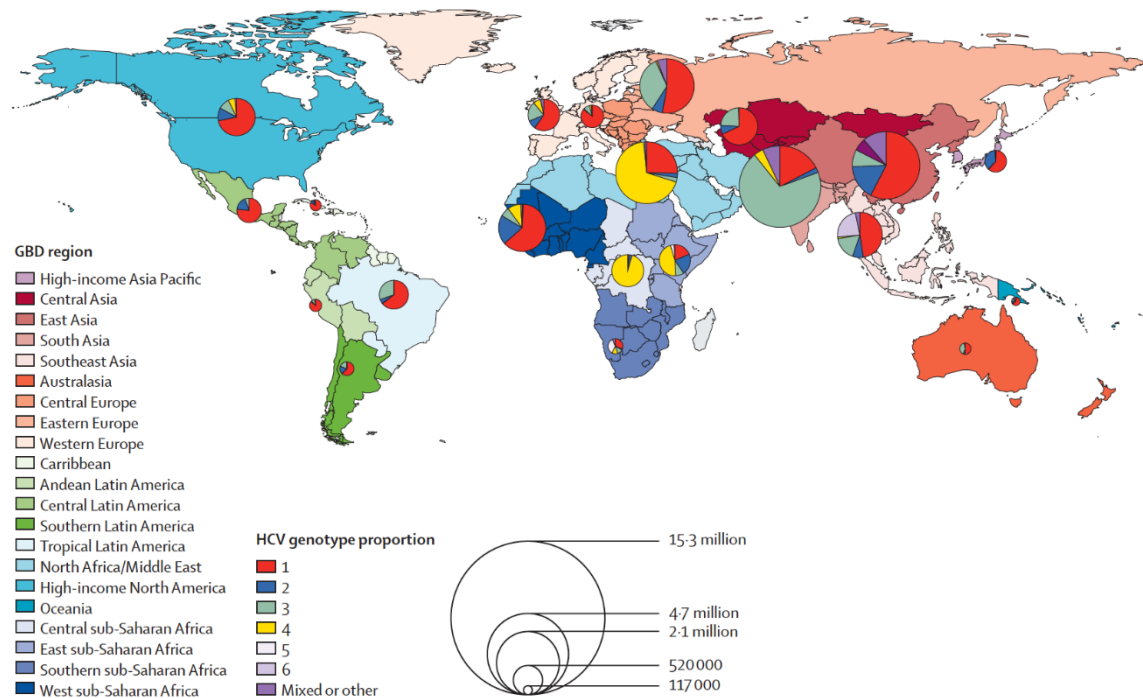 GBD region
High-income Asia Pacific
Central Asia
East Asia
South Asia
Southeast Asia
Australasia
Central Europe
Eastern Europe
Western Europe
Carribbean
Andean Latin America
Central Latin America
Southern Latin America
Tropical Latin America
North Africa/Middle East
High-income North America
Oceania
Central sub-Saharan Africa
East sub-Saharan Africa
Southern sub-Saharan Africa
West sub-Saharan Africa
HCV genotype proportion
1
2
3
4
5
6
Mixed or other
15·3 million
4·7 million
2·1 million
520 000
117 000